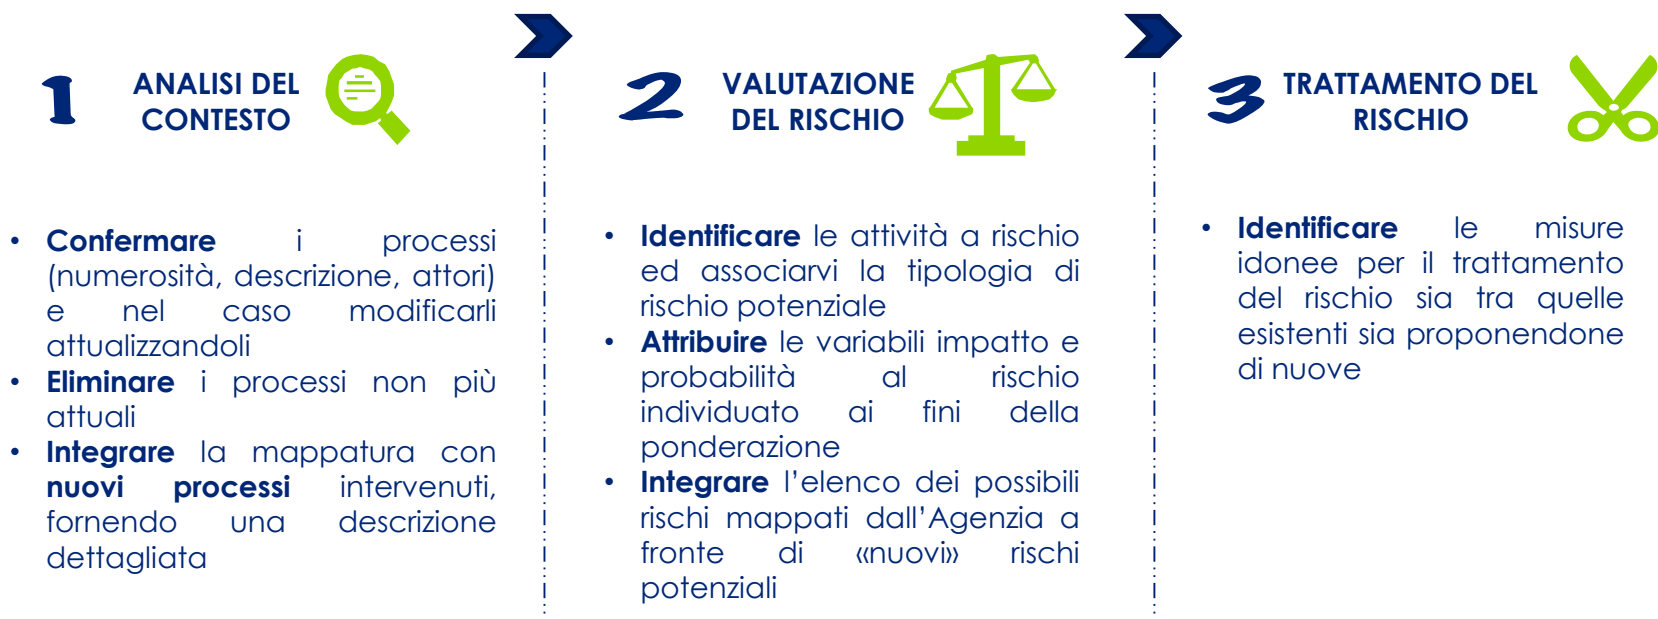 1
ANALISI DEL
CONTESTO
• Confermare i processi
(numerosità, descrizione, attori)
e nel caso modificarli
attualizzandoli
• Eliminare i processi non più
attuali
• Integrare la mappatura con
nuovi processi intervenuti,
fornendo una descrizione
dettagliata
2
VALUTAZIONE
DEL RISCHIO
• Identificare le attività a rischio
ed associarvi la tipologia di
rischio potenziale
• Attribuire le variabili impatto e
probabilità al rischio
individuato ai fini della
ponderazione
• Integrare l’elenco dei possibili
rischi mappati dall’Agenzia a
fronte di «nuovi» rischi
potenziali
3
TRATTAMENTO DEL
RISCHIO
• Identificare le misure
idonee per il trattamento
del rischio sia tra quelle
esistenti sia proponendone
di nuove